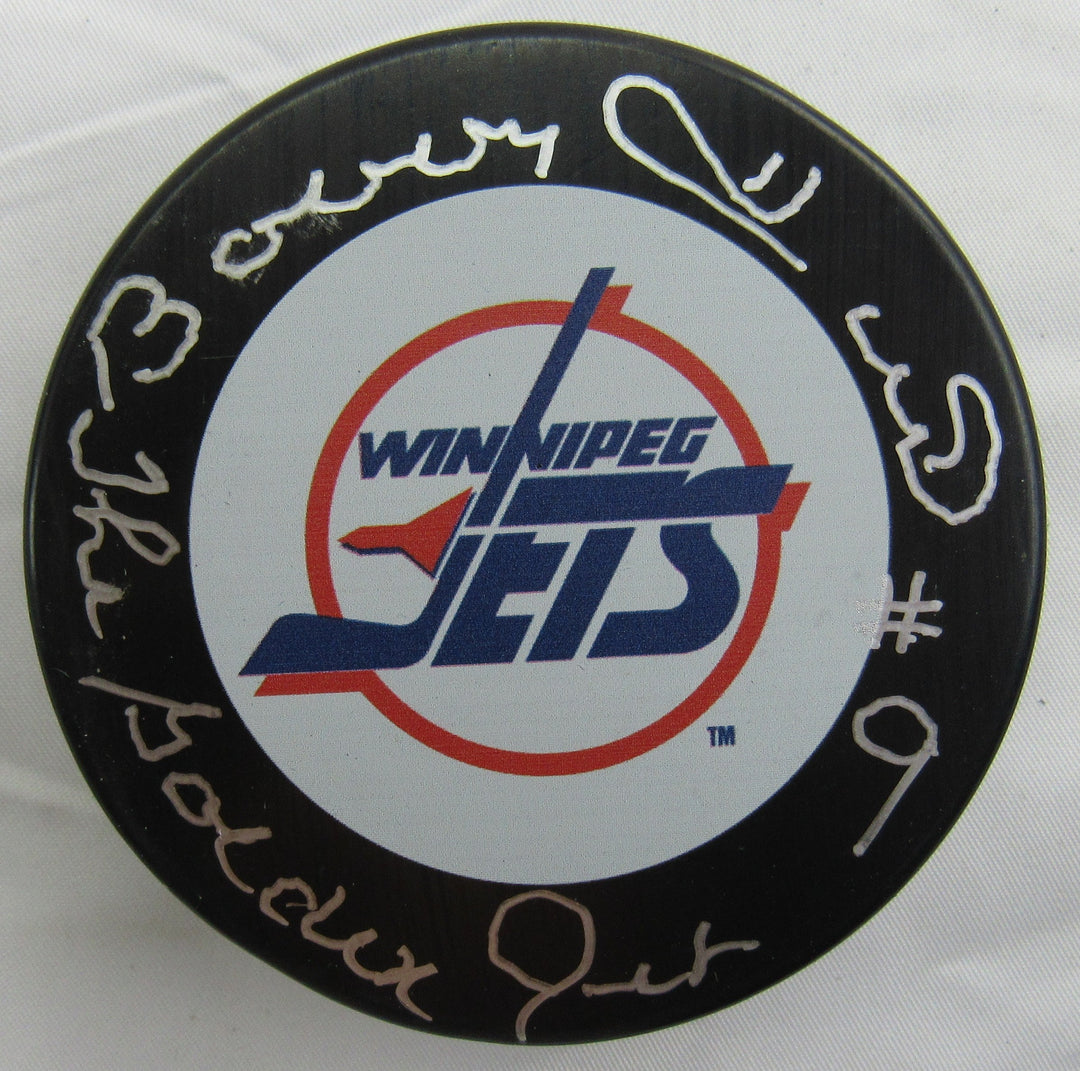 Bobby Hull
#9
The Golden Jet
WINNIPEG
JETS
TM